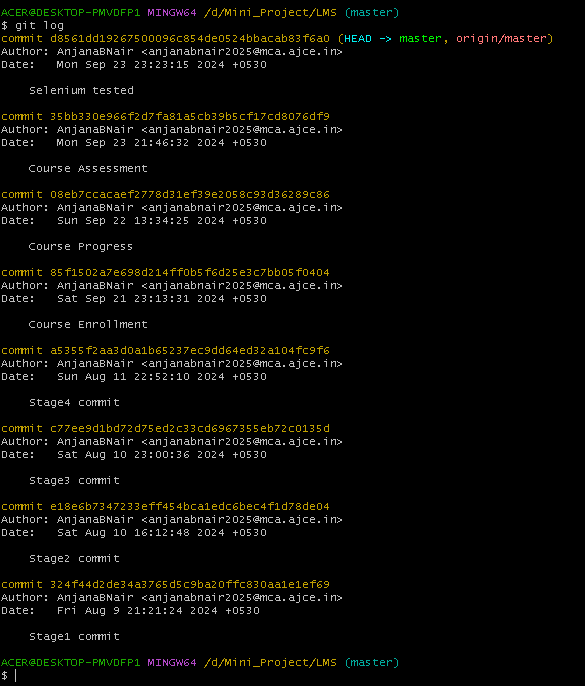 ACER@DESKTOP-PMVDFP1 MINGW64 /d/Mini_Project/LMS (master)
$ git log
commit d8561dd19267500096c854de0524bbacab83f6a0 (HEAD -> master, origin/master)
Author: AnjanaBNair <anjanabnair2025@mca.ajce.in>
Date:   Mon Sep 23 23:23:15 2024 +0530

    Selenium tested

commit 35bb330e966f2d7fa81a5cb39b5cf17cd8076df9
Author: AnjanaBNair <anjanabnair2025@mca.ajce.in>
Date:   Mon Sep 23 21:46:32 2024 +0530

    Course Assessment

commit 08eb7ccacaef2778d31ef39e2058c93d36289c86
Author: AnjanaBNair <anjanabnair2025@mca.ajce.in>
Date:   Sun Sep 22 13:34:25 2024 +0530

    Course Progress

commit 85f1502a7e698d214ff0b5f6d25e3c7bb05f0404
Author: AnjanaBNair <anjanabnair2025@mca.ajce.in>
Date:   Sat Sep 21 23:13:31 2024 +0530

    Course Enrollment

commit a5355f2aa3d0a1b65237ec9dd64ed32a104fc9f6
Author: AnjanaBNair <anjanabnair2025@mca.ajce.in>
Date:   Sun Aug 11 22:52:10 2024 +0530

    Stage4 commit

commit c77ee9d1bd72d75ed2c33cd6967355eb72c0135d
Author: AnjanaBNair <anjanabnair2025@mca.ajce.in>
Date:   Sat Aug 10 23:00:36 2024 +0530

    Stage3 commit

commit e18e6b7347233eff454bca1edc6bec4f1d78de04
Author: AnjanaBNair <anjanabnair2025@mca.ajce.in>
Date:   Sat Aug 10 16:12:48 2024 +0530

    Stage2 commit

commit 324f44d2de34a3765d5c9ba20ffc830aa1e1ef69
Author: AnjanaBNair <anjanabnair2025@mca.ajce.in>
Date:   Fri Aug 9 21:21:24 2024 +0530

    Stage1 commit

ACER@DESKTOP-PMVDFP1 MINGW64 /d/Mini_Project/LMS (master)
$